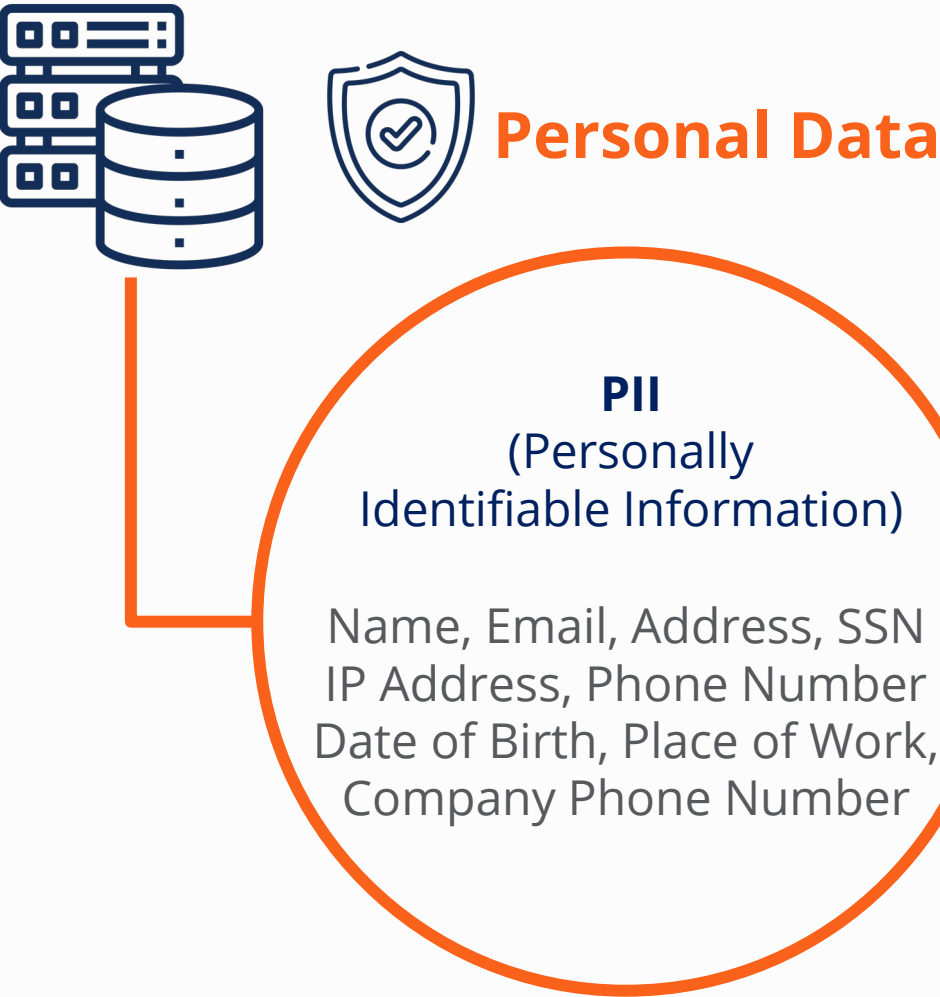 Personal Data
PII
(Personally
Identifiable Information)
Name, Email, Address, SSN
IP Address, Phone Number
Date of Birth, Place of Work,
Company Phone Number